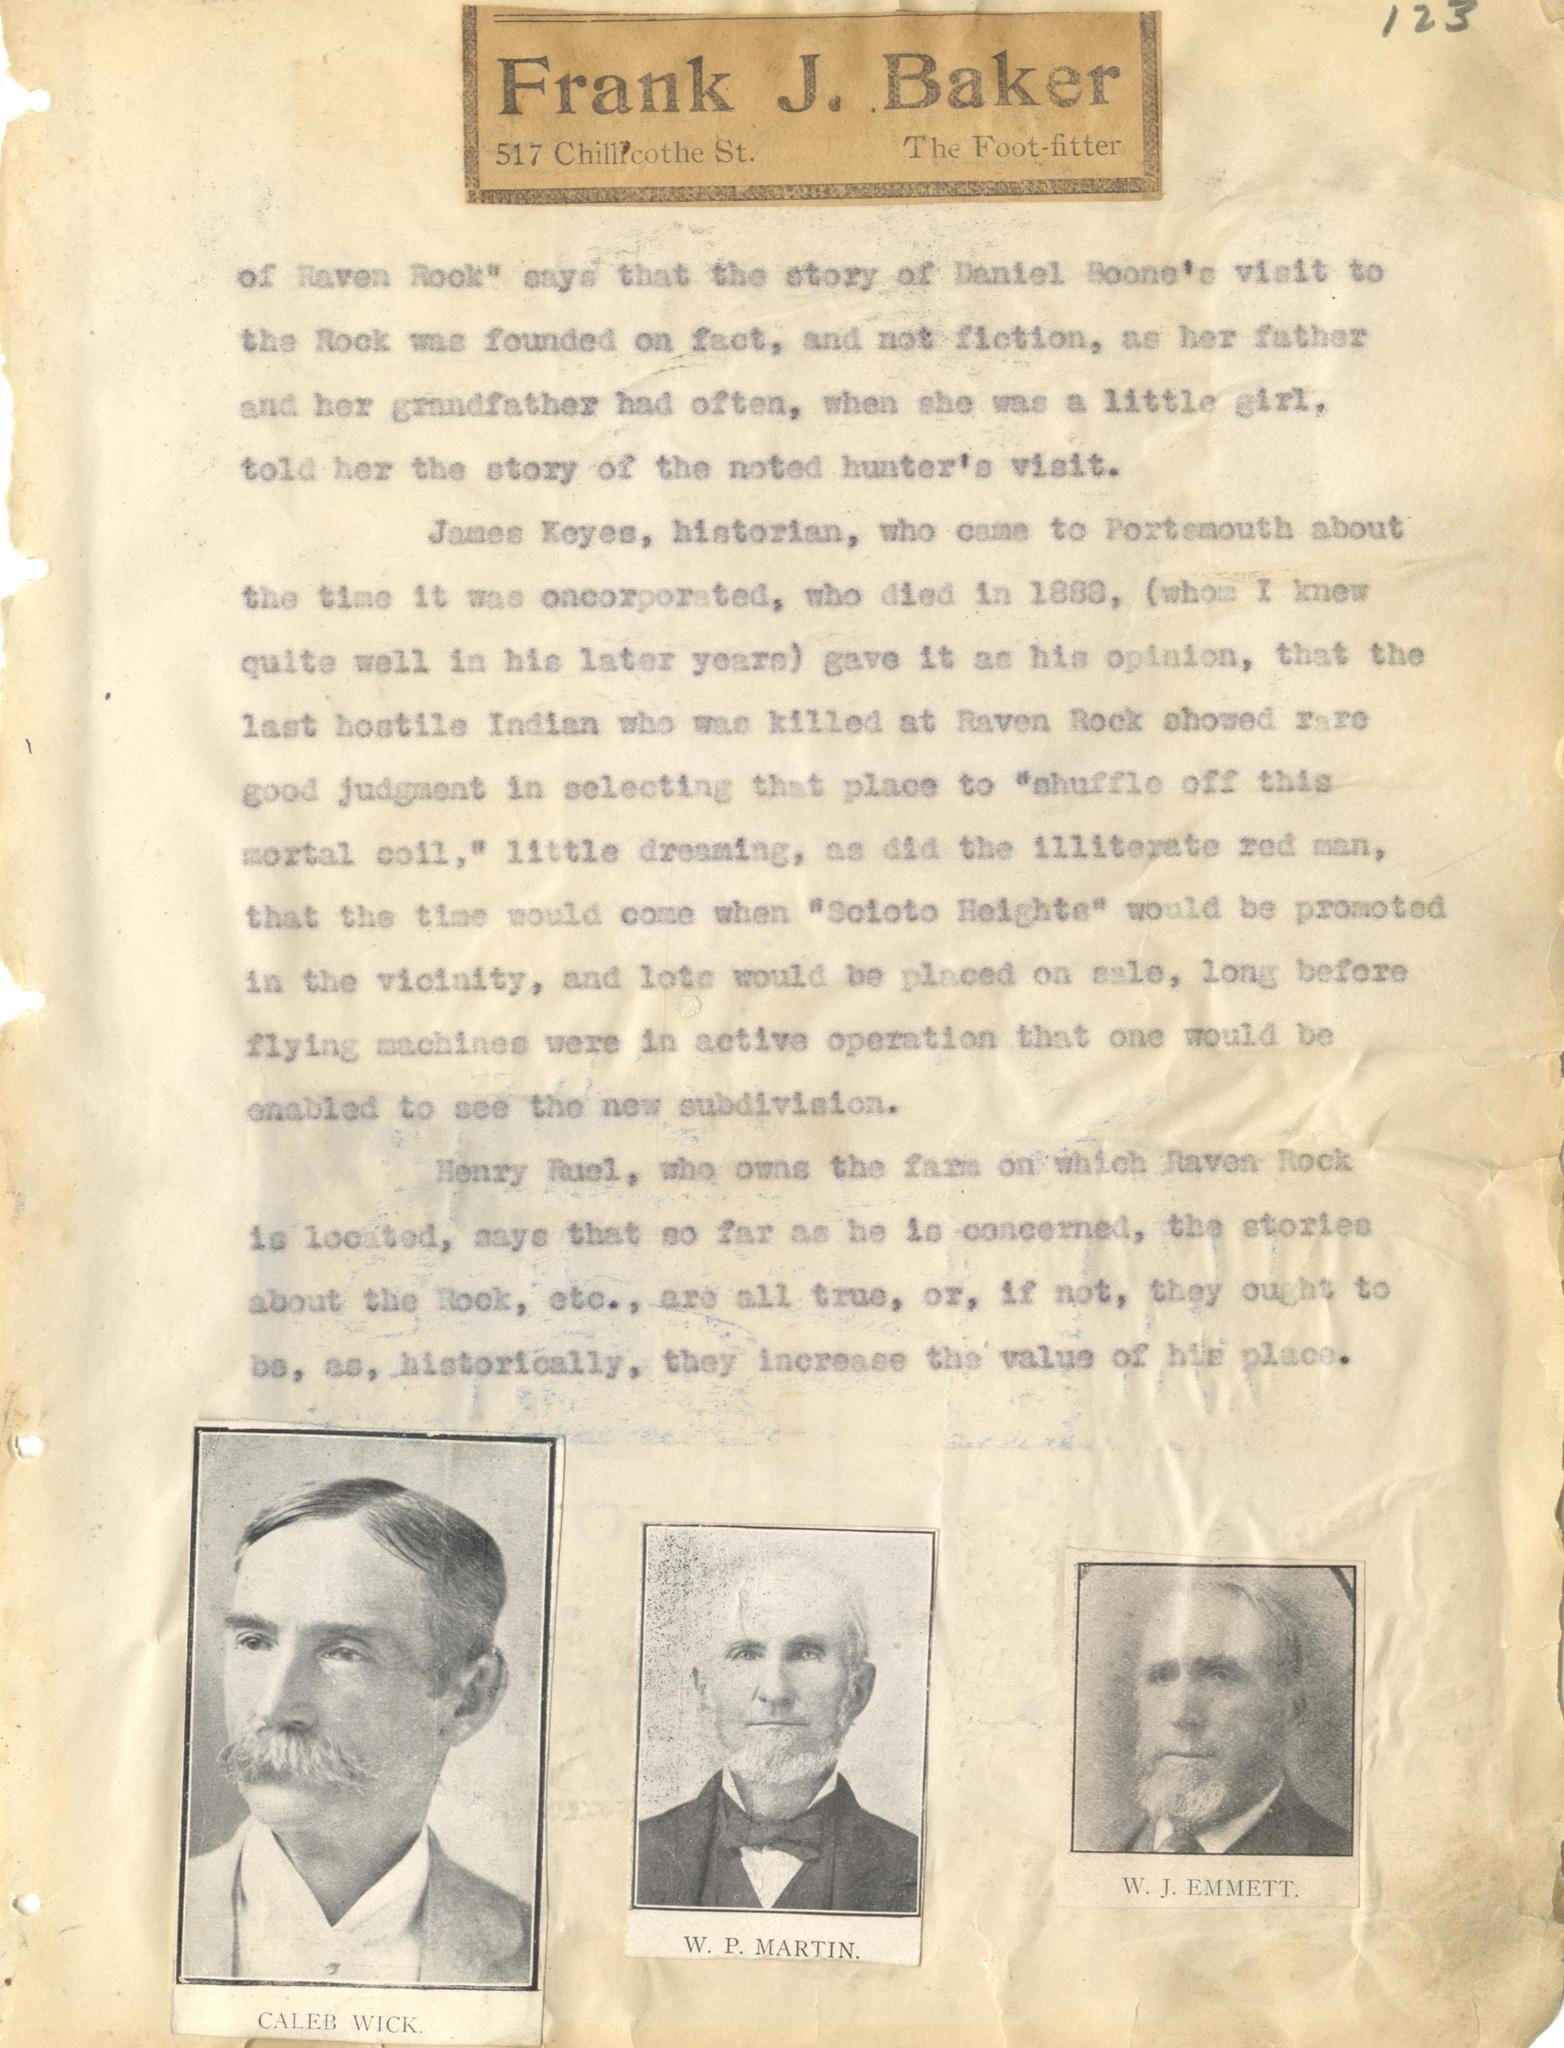 123
Frank J. Baker
517 Chillicothe St. The Foot-fitter
of Raven Rock" says that the story of Daniel Boone's visit to
the Rock was founded on fact, and not fiction, as her father
and her grandfather had often, when she was a little girl,
told her the story of the noted hunter's visit.
James Keyes, historian, who came to Portsmouth about
the time it was oncorporated, who died in 1888, (whom I knew
quite well in his later years) gave it as his opinion, that the
last hostile Indian who was killed at Raven Rock showed rare
good judgment in selecting that place to "shuffle off this
mortal coil," little dreaming, as did the illiterate red man,
that the time would come when "Scioto Heights" would be promoted
in the vicinity, and lots would be placed on sale, long before
flying machines were in active operation that one would be
enabled to see the new subdivision.
Henry Ruel, who owns the farm on which Raven Rock
is located, says that so far as he is concerned, the stories
about the Rock, etc., are all true, or, if not, they ought to
be, as, historically, they increase the value of his place.
CALEB WICK.
W. P. MARTIN.
W. J. EMMETT.